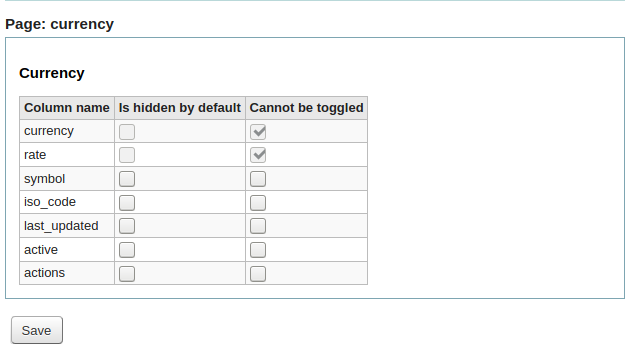 Page: currency
Currency
Column name Is hidden by default Cannot be toggled
currency
rate
symbol
iso_code
last_updated
active
actions
Save